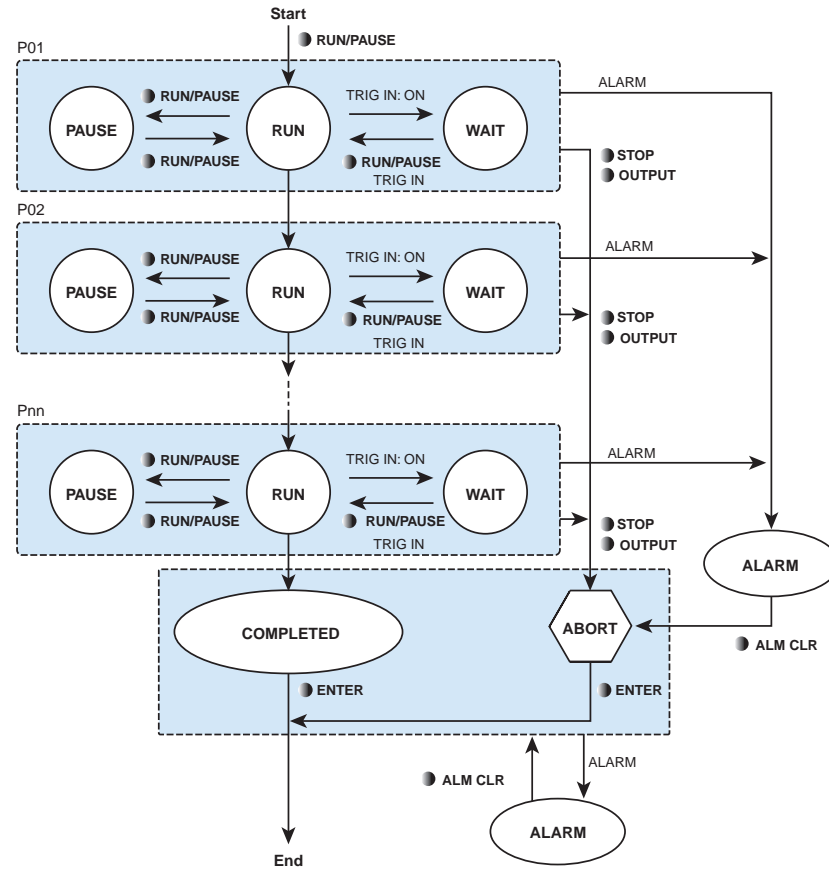 Start
RUN/PAUSE
P01
ALARM
RUN/PAUSE
TRIG IN: ON
PAUSE
RUN
WAIT
RUN/PAUSE
RUN/PAUSE
TRIG IN
STOP
OUTPUT
P02
ALARM
RUN/PAUSE
TRIG IN: ON
PAUSE
RUN
WAIT
RUN/PAUSE
RUN/PAUSE
TRIG IN
STOP
OUTPUT
Pnn
ALARM
RUN/PAUSE
TRIG IN: ON
PAUSE
RUN
WAIT
RUN/PAUSE
RUN/PAUSE
TRIG IN
STOP
OUTPUT
ALARM
COMPLETED
ABORT
ALM CLR
ENTER
ENTER
ALARM
ALM CLR
ALARM
End